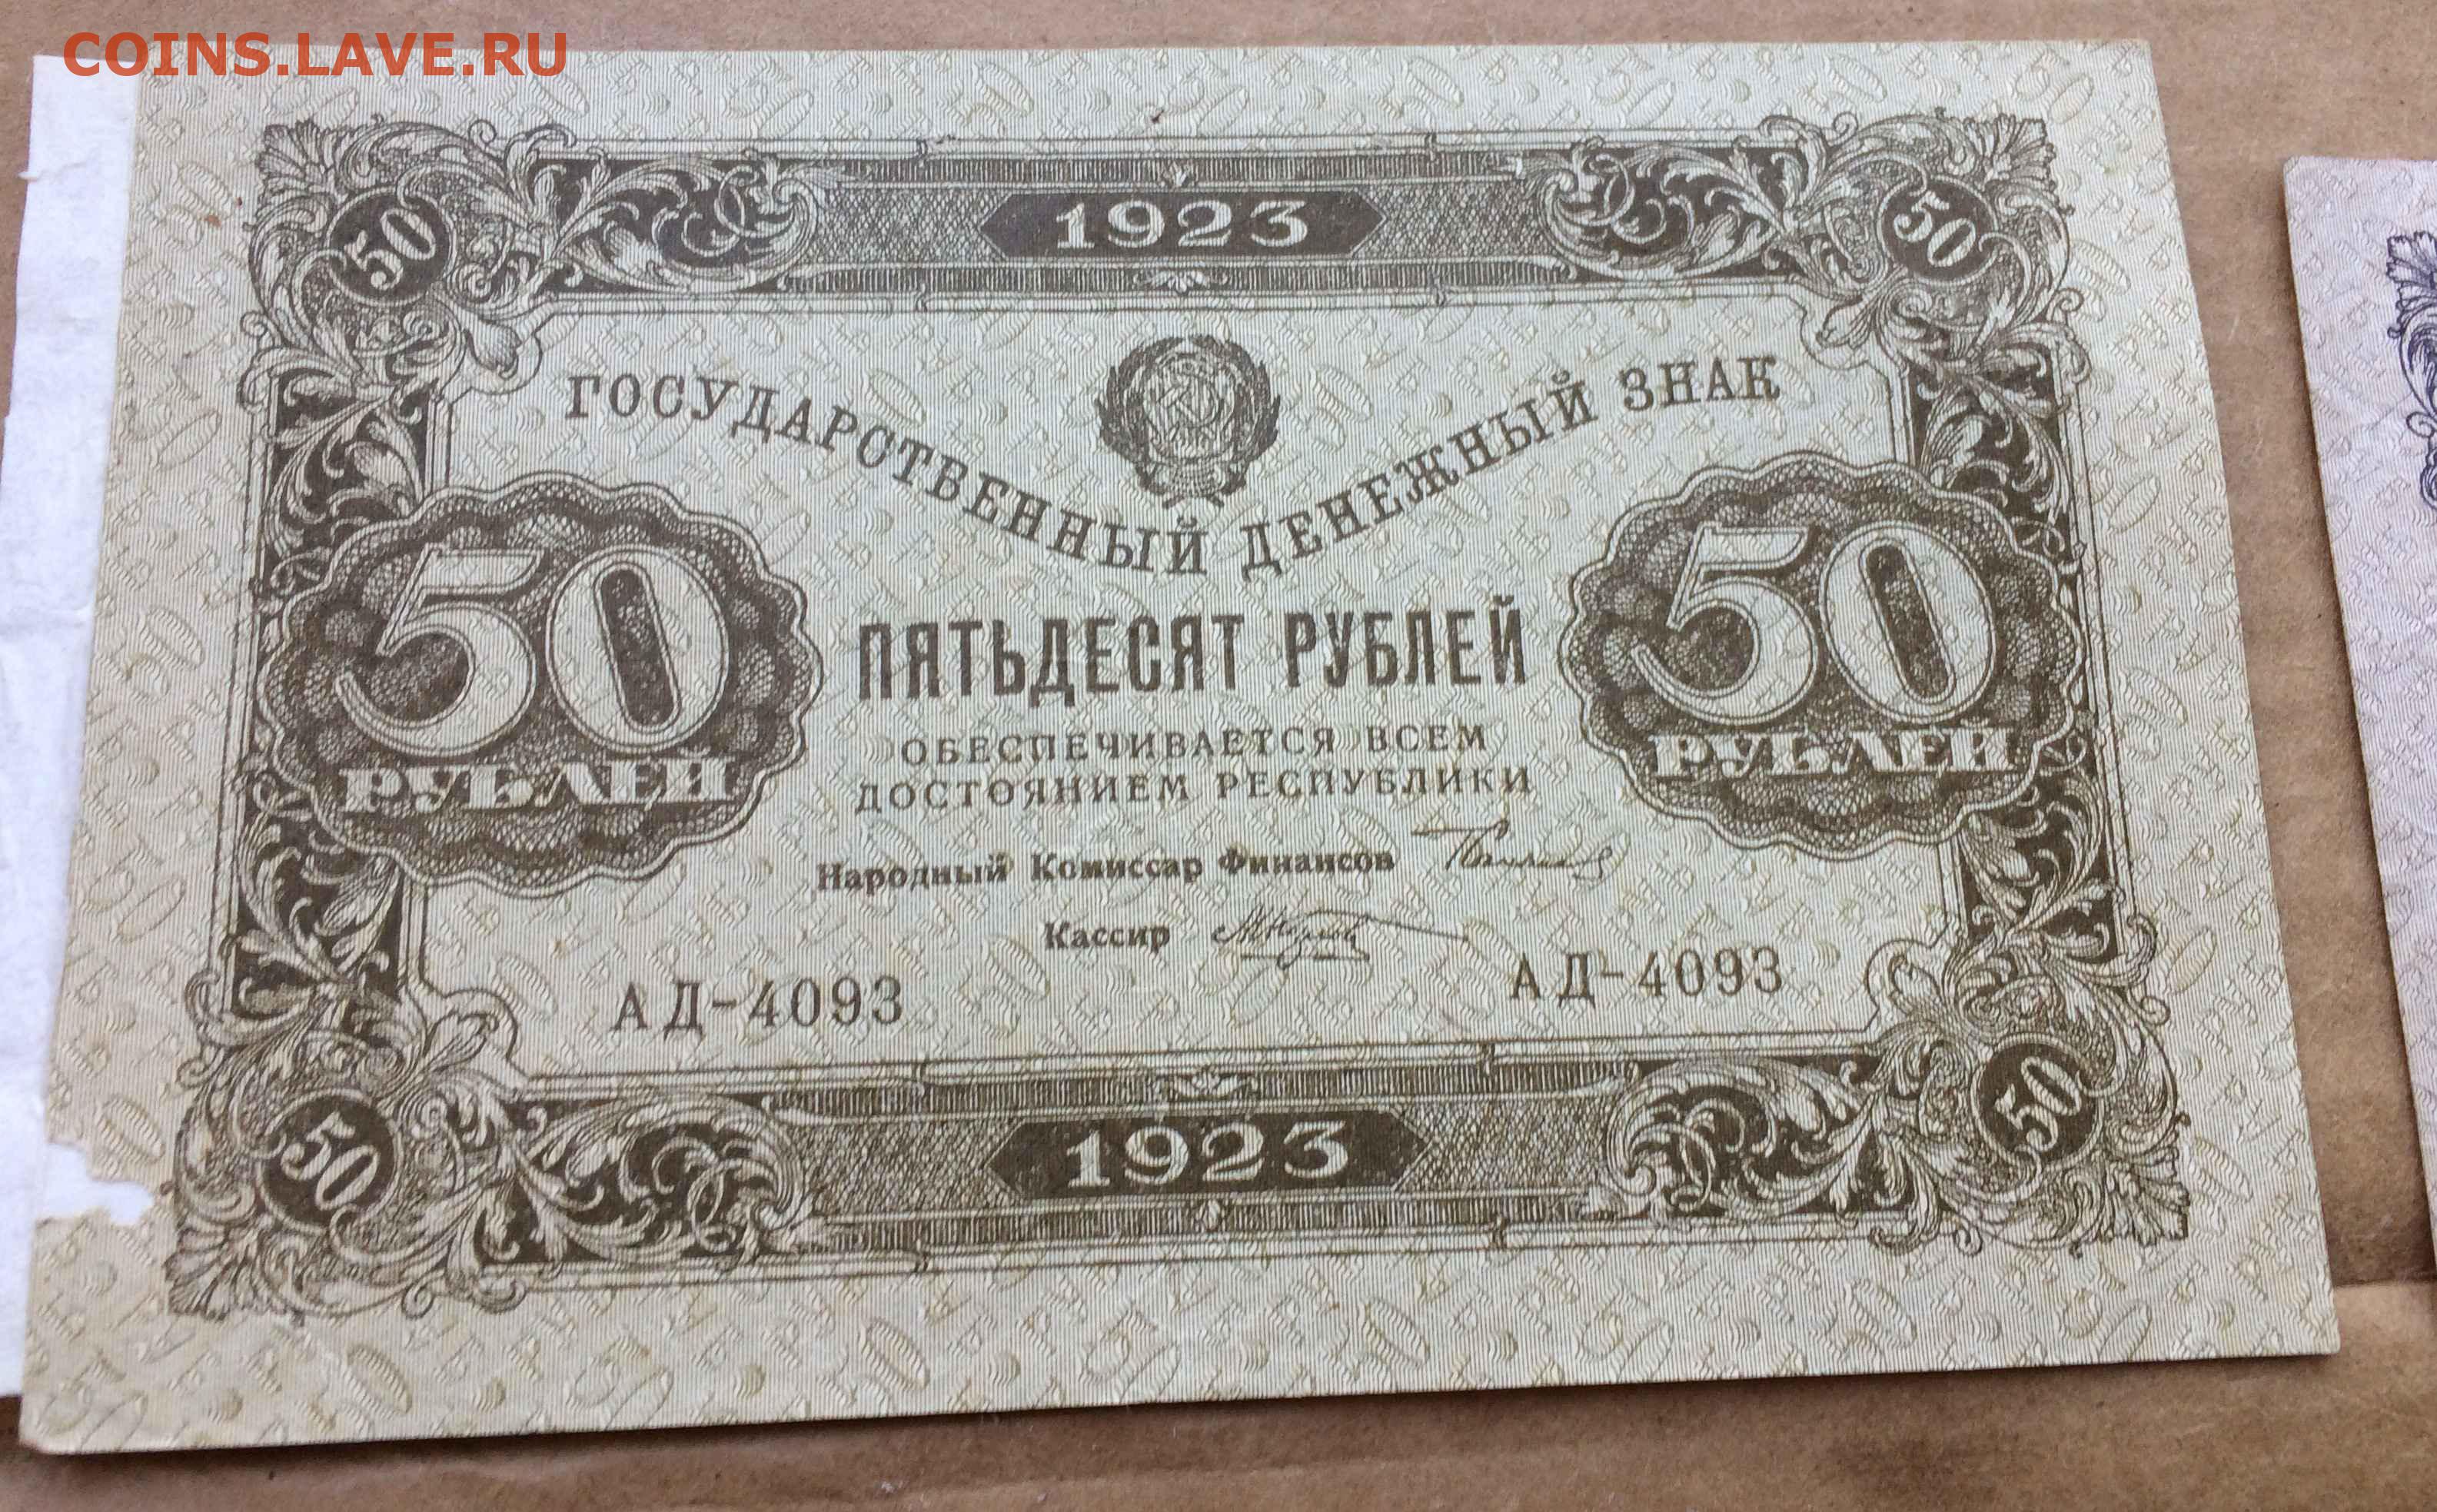 COINS.LAVE.RU
1923
50 50
ГОСУДАРСТВЕННЫЙ ДЕНЕЖНЫЙ ЗНАК
50 РУБЛЕЙ
ПЯТЬДЕСЯТ РУБЛЕЙ
50 РУБЛЕЙ
ОБЕСПЕЧИВАЕТСЯ ВСЕМ
ДОСТОЯНИЕМ РЕСПУБЛИКИ
Народный Комиссар Финансов
Кассир
АД-4093 АД-4093
50 50
1923